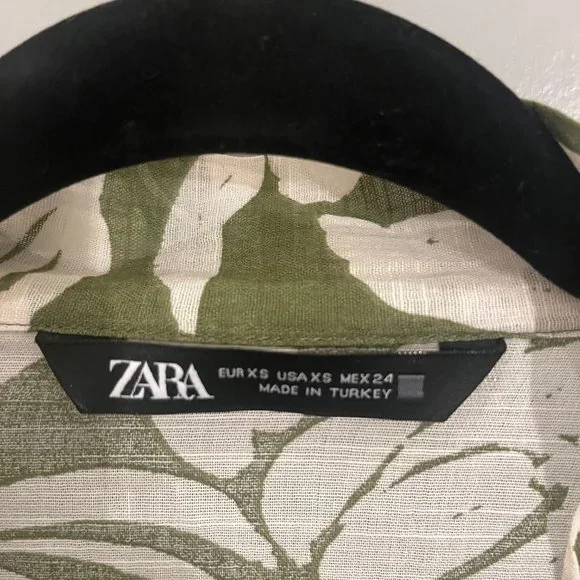 ZARA
EUR XS USA XS MEX 24
MADE IN TURKEY